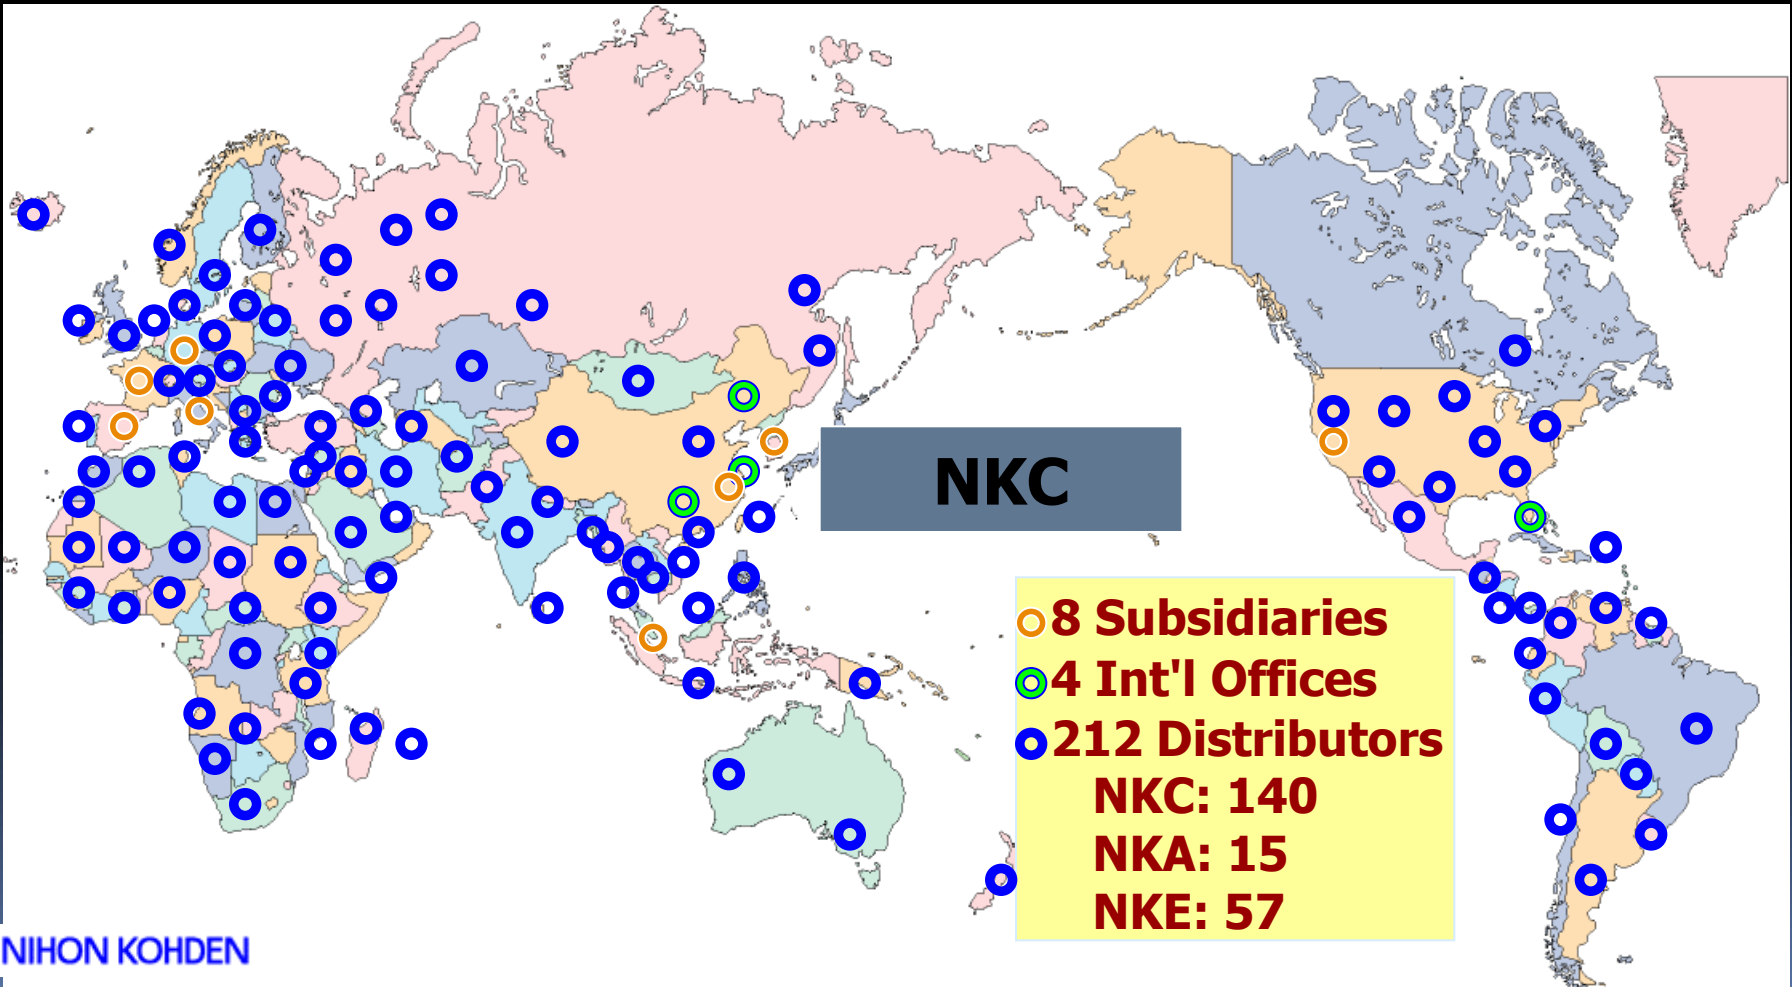 NKC
8 Subsidiaries
4 Int'l Offices
212 Distributors
NKC: 140
NKA: 15
NKE: 57
NIHON KOHDEN